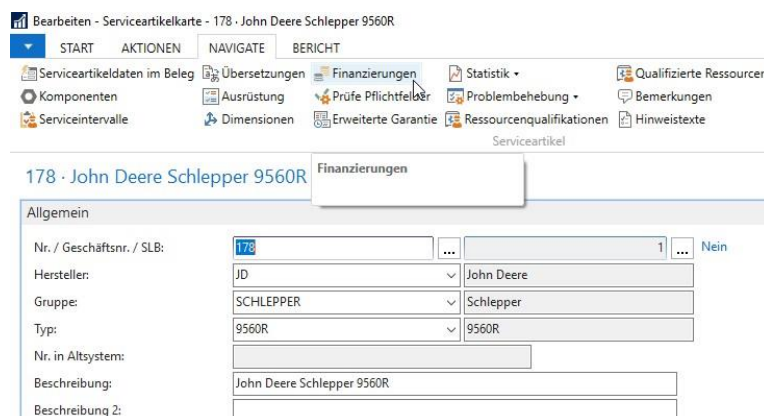 Bearbeiten - Serviceartikelkarte - 178 · John Deere Schlepper 9560R
START AKTIONEN NAVIGATE BERICHT
Serviceartikeldaten im Beleg Übersetzungen Finanzierungen Statistik Qualifizierte Ressourcen
Komponenten Ausrüstung Prüfe Pflichtfelder Problembehebung Bemerkungen
Serviceintervalle Dimensionen Erweiterte Garantie Ressourcenqualifikationen Hinweistexte
Serviceartikel
Finanzierungen
178 · John Deere Schlepper 9560R
Allgemein
Nr. / Geschäftsnr. / SLB: 178 ... 1 ... Nein
Hersteller: JD John Deere
Gruppe: SCHLEPPER Schlepper
Typ: 9560R 9560R
Nr. in Altsystem:
Beschreibung: John Deere Schlepper 9560R
Beschreibung 2: